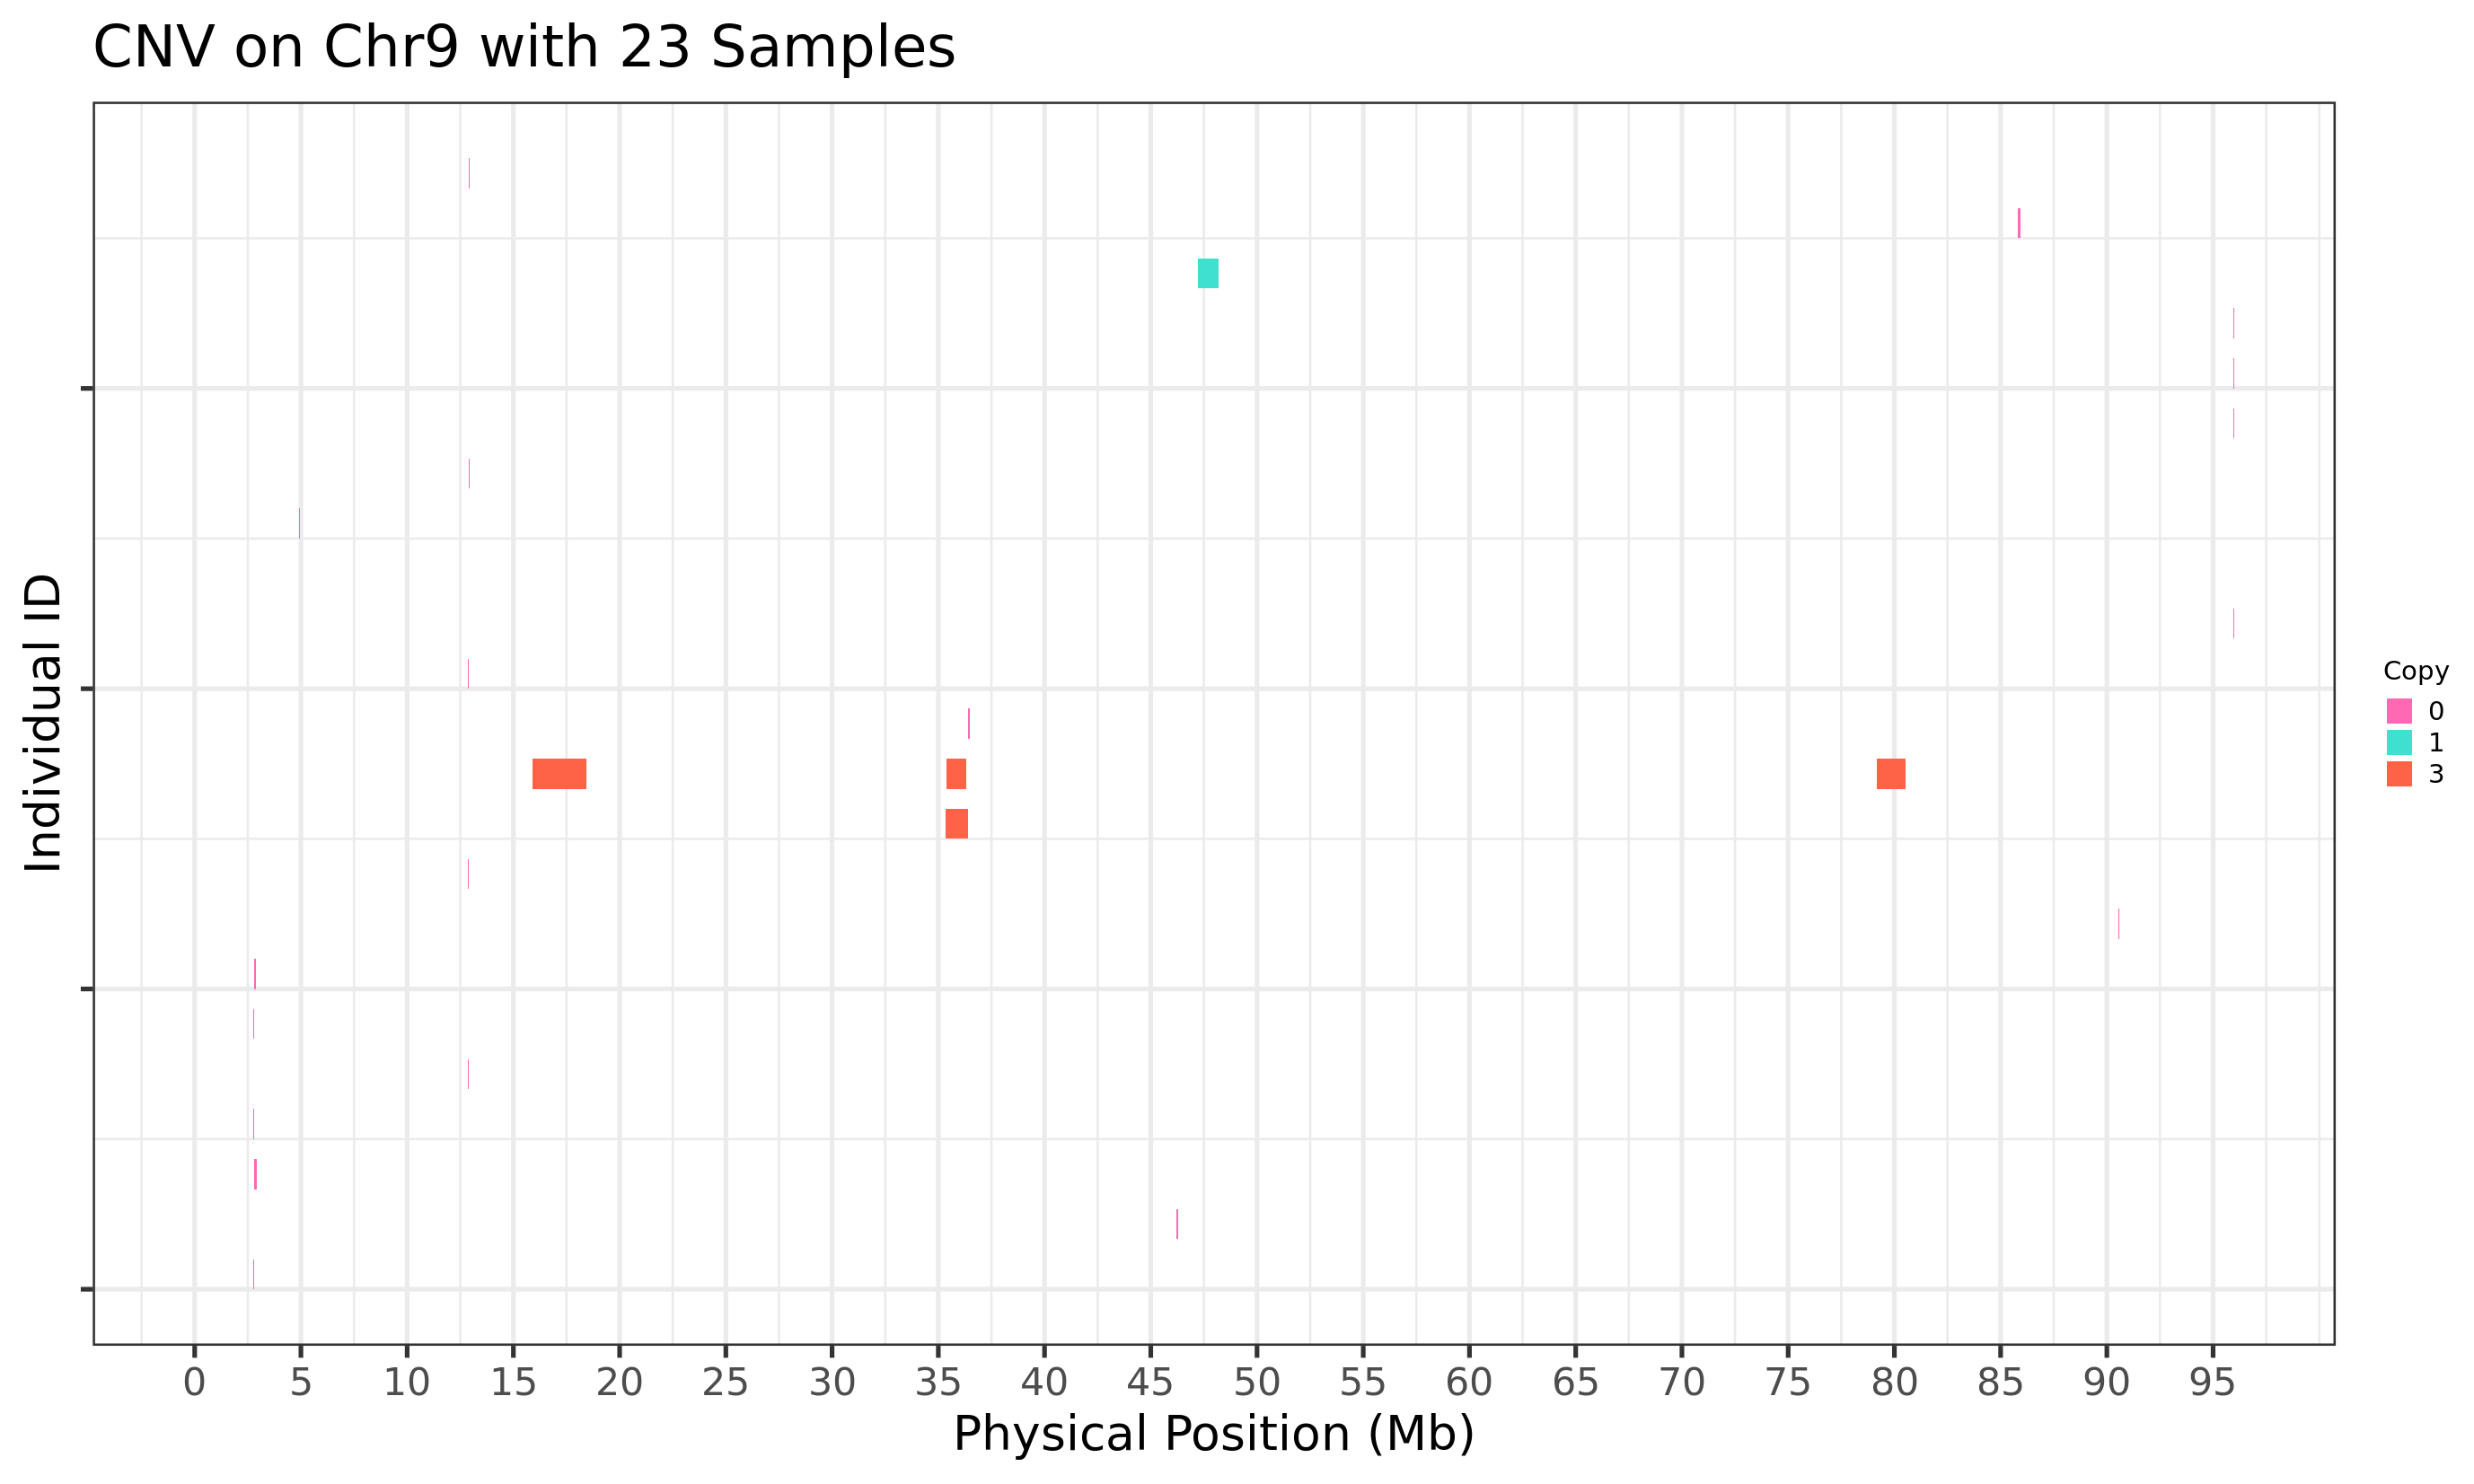 CNV on Chr9 with 23 Samples
Individual ID
Copy
0
1
3
0 5 10 15 20 25 30 35 40 45 50 55 60 65 70 75 80 85 90 95
Physical Position (Mb)